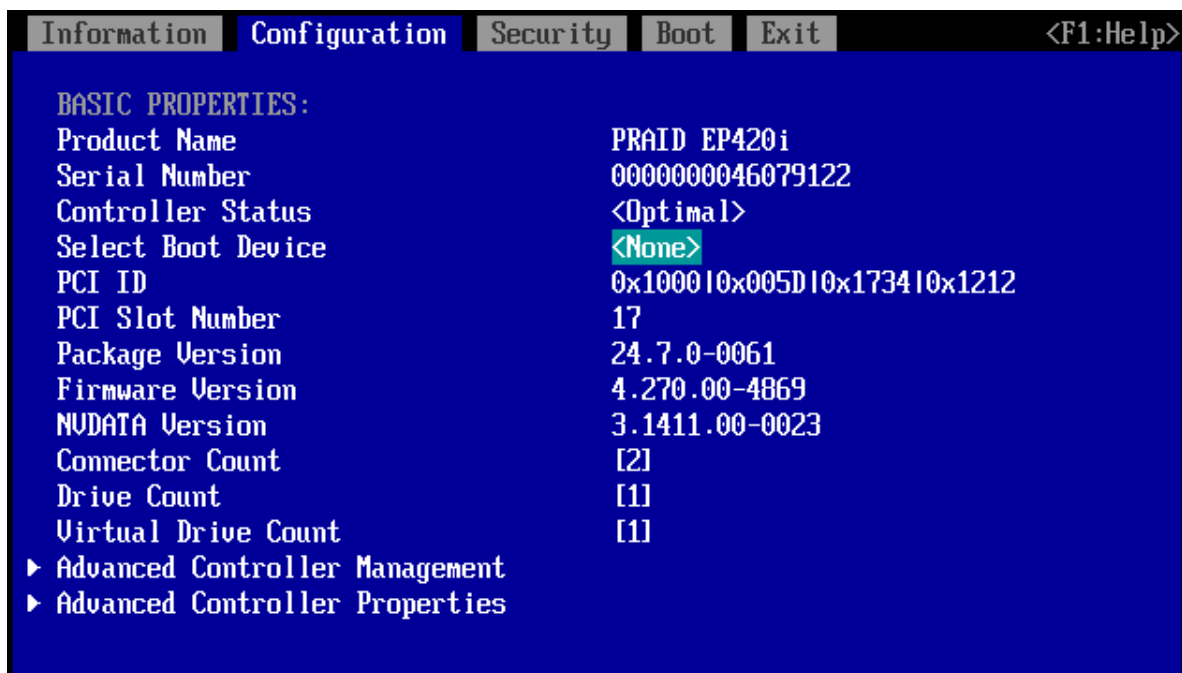 Information Configuration Security Boot Exit <F1:Help>
BASIC PROPERTIES:
Product Name PRAID EP420i
Serial Number 0000000046079122
Controller Status <Optimal>
Select Boot Device <None>
PCI ID 0x1000|0x005D|0x1734|0x1212
PCI Slot Number 17
Package Version 24.7.0-0061
Firmware Version 4.270.00-4869
NVDATA Version 3.1411.00-0023
Connector Count [2]
Drive Count [1]
Virtual Drive Count [1]
Advanced Controller Management
Advanced Controller Properties